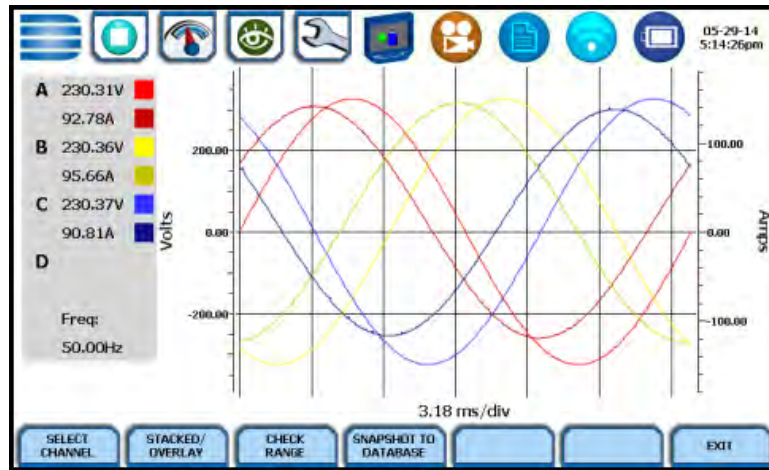 05-29-14
5:14:26pm
A 230.31V
92.78A
B 230.36V
95.66A
C 230.37V
90.81A
D
Freq:
50.00Hz
200.00
0.00
-200.00
Volts
100.00
0.00
-100.00
Amps
3.18 ms/div
SELECT
CHANNEL
STACKED/
OVERLAY
CHECK
RANGE
SNAPSHOT TO
DATABASE
EXIT